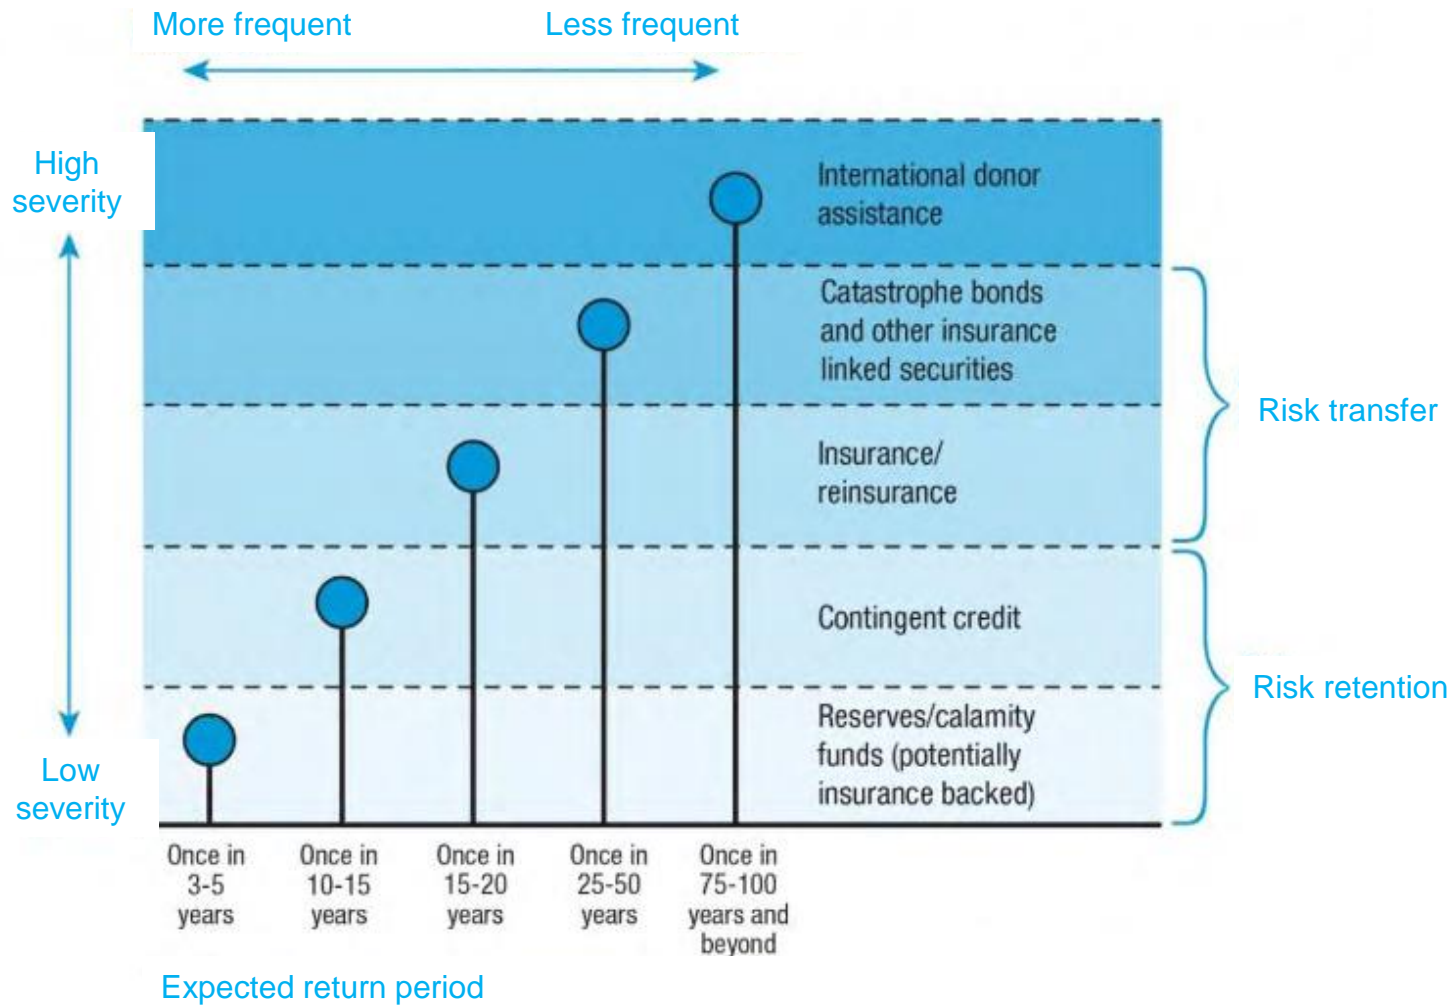 More frequent
Less frequent
High
severity
International donor
assistance
Catastrophe bonds
and other insurance
linked securities
Risk transfer
Insurance/
reinsurance
Contingent credit
Risk retention
Reserves/calamity
funds (potentially
insurance backed)
Low
severity
Once in
3-5
years
Once in
10-15
years
Once in
15-20
years
Once in
25-50
years
Once in
75-100
years and
beyond
Expected return period